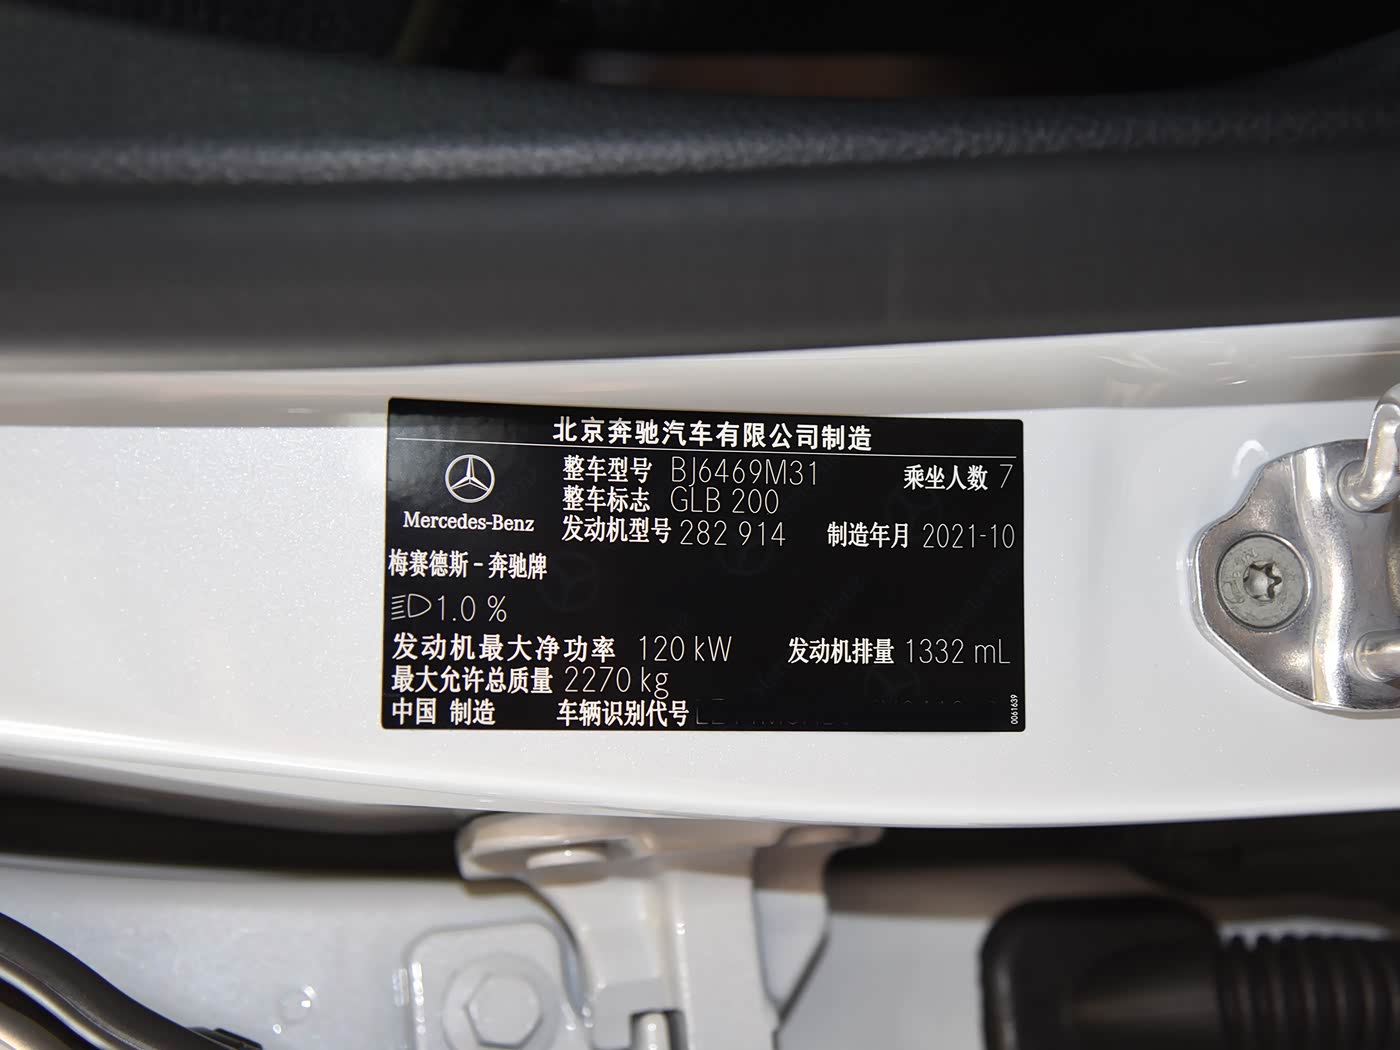 北京奔驰汽车有限公司制造
整车型号 BJ6469M31 乘坐人数 7
整车标志 GLB 200
Mercedes-Benz
发动机型号 282 914 制造年月 2021-10
梅赛德斯-奔驰牌
1.0 %
发动机最大净功率 120 kW 发动机排量 1332 mL
最大允许总质量 2270 kg
中国 制造 车辆识别代号
0061639